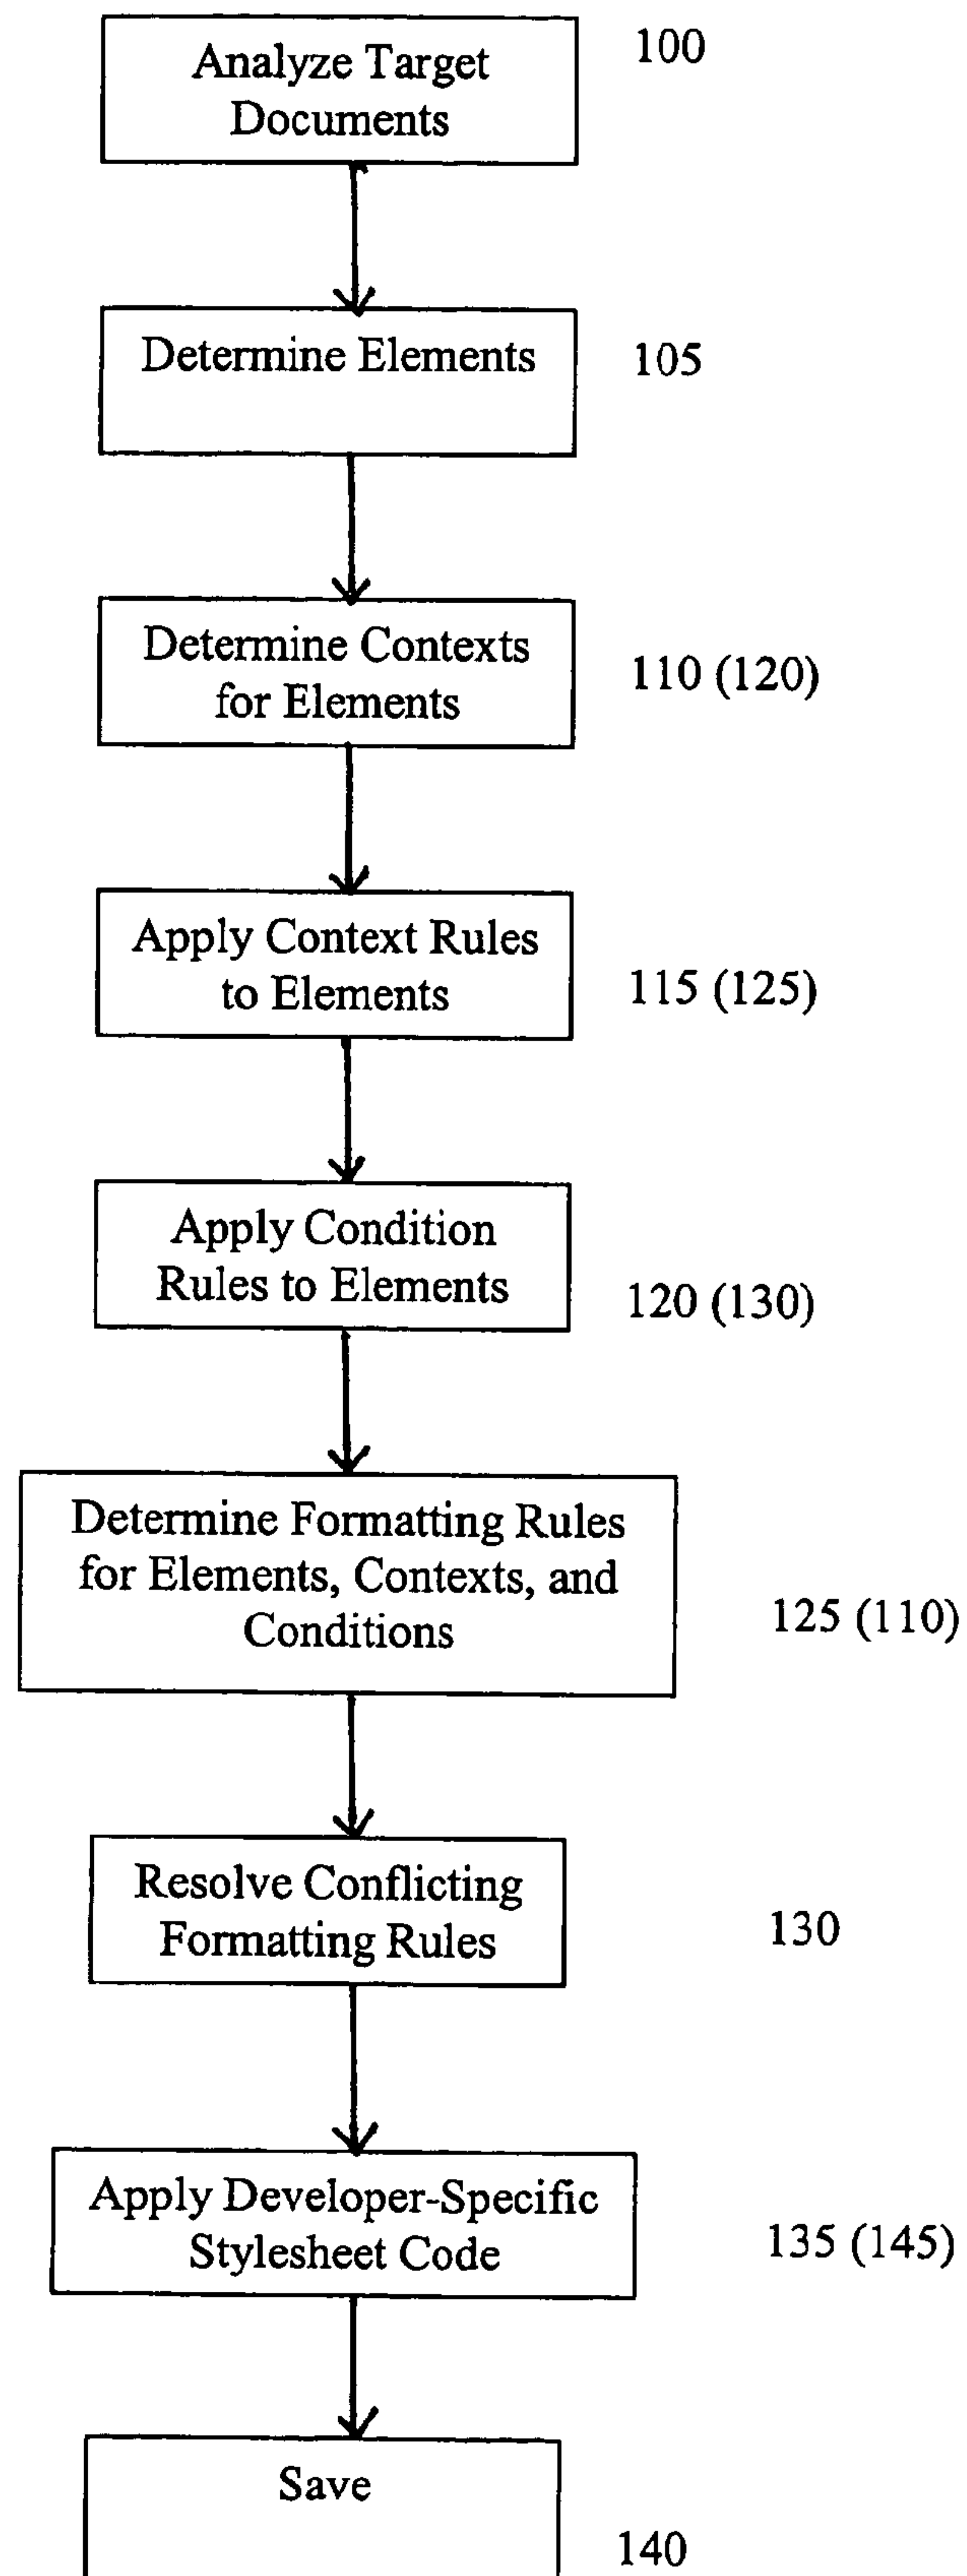 Analyze Target
Documents
100
Determine Elements
105
Determine Contexts
for Elements
110 (120)
Apply Context Rules
to Elements
115 (125)
Apply Condition
Rules to Elements
120 (130)
Determine Formatting Rules
for Elements, Contexts, and
Conditions
125 (110)
Resolve Conflicting
Formatting Rules
130
Apply Developer-Specific
Stylesheet Code
135 (145)
Save
140